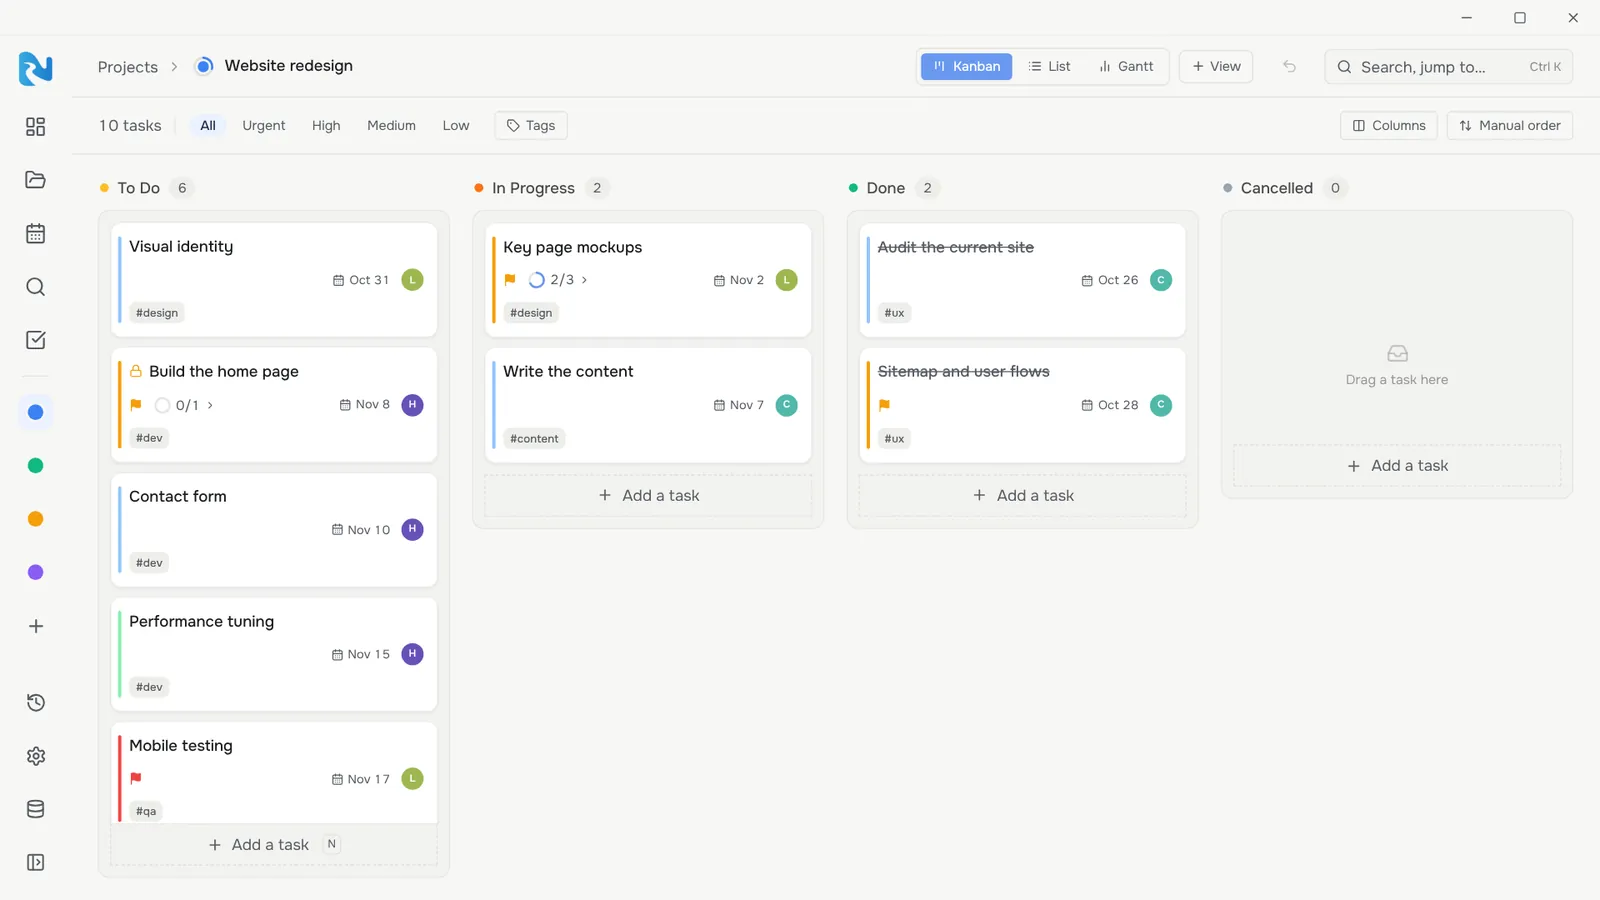 Projects
Website redesign
Kanban
List
Gantt
+ View
Search, jump to...
Ctrl K
10 tasks
All
Urgent
High
Medium
Low
Tags
Columns
Manual order
To Do 6
Visual identity
Oct 31
L
#design
Build the home page
0/1
Nov 8
H
#dev
Contact form
Nov 10
H
#dev
Performance tuning
Nov 15
H
#dev
Mobile testing
Nov 17
L
#qa
+ Add a task N
In Progress 2
Key page mockups
2/3
Nov 2
L
#design
Write the content
Nov 7
C
#content
+ Add a task
Done 2
Audit the current site
Oct 26
C
#ux
Sitemap and user flows
Oct 28
C
#ux
+ Add a task
Cancelled 0
Drag a task here
+ Add a task